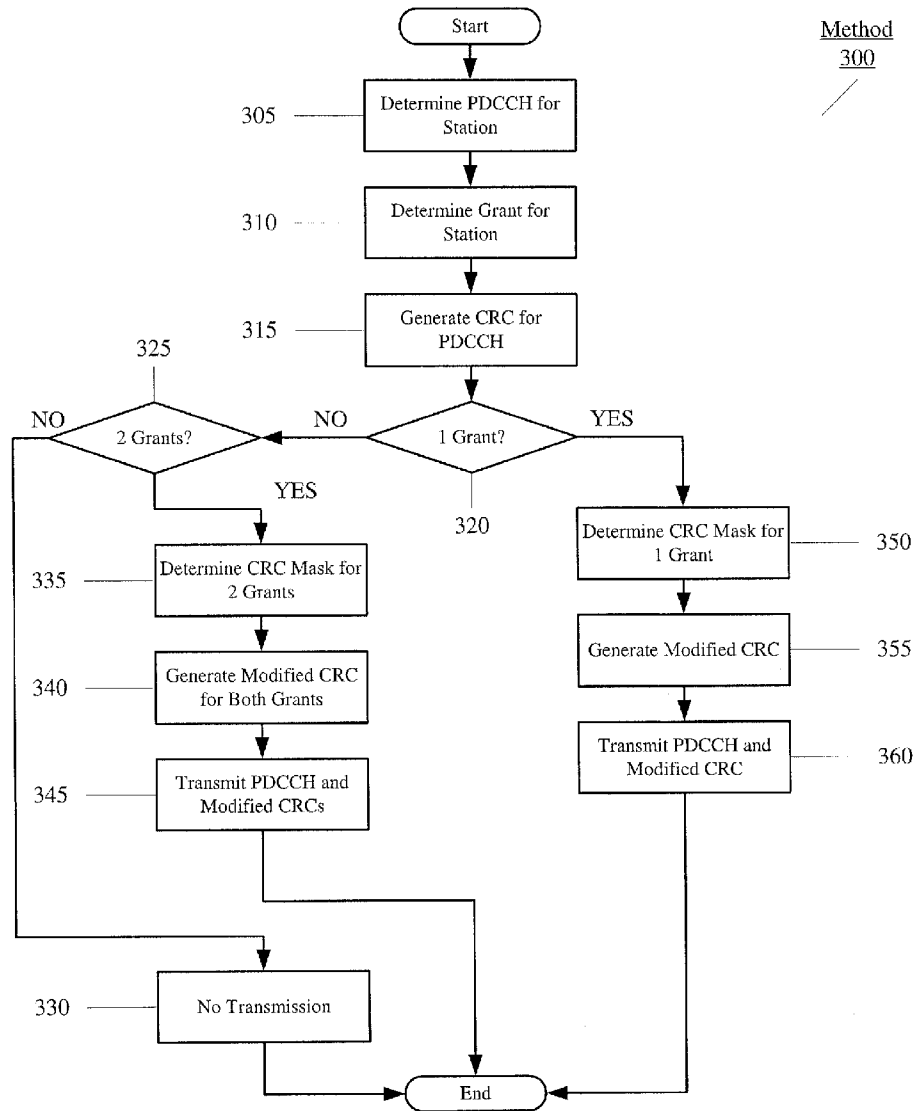 Start
Method
300
305
Determine PDCCH for
Station
310
Determine Grant for
Station
315
Generate CRC for
PDCCH
325
NO
2 Grants?
NO
1 Grant?
YES
YES
320
335
Determine CRC Mask for
2 Grants
Determine CRC Mask for
1 Grant
350
340
Generate Modified CRC
for Both Grants
Generate Modified CRC
355
345
Transmit PDCCH and
Modified CRCs
Transmit PDCCH and
Modified CRC
360
330
No Transmission
End